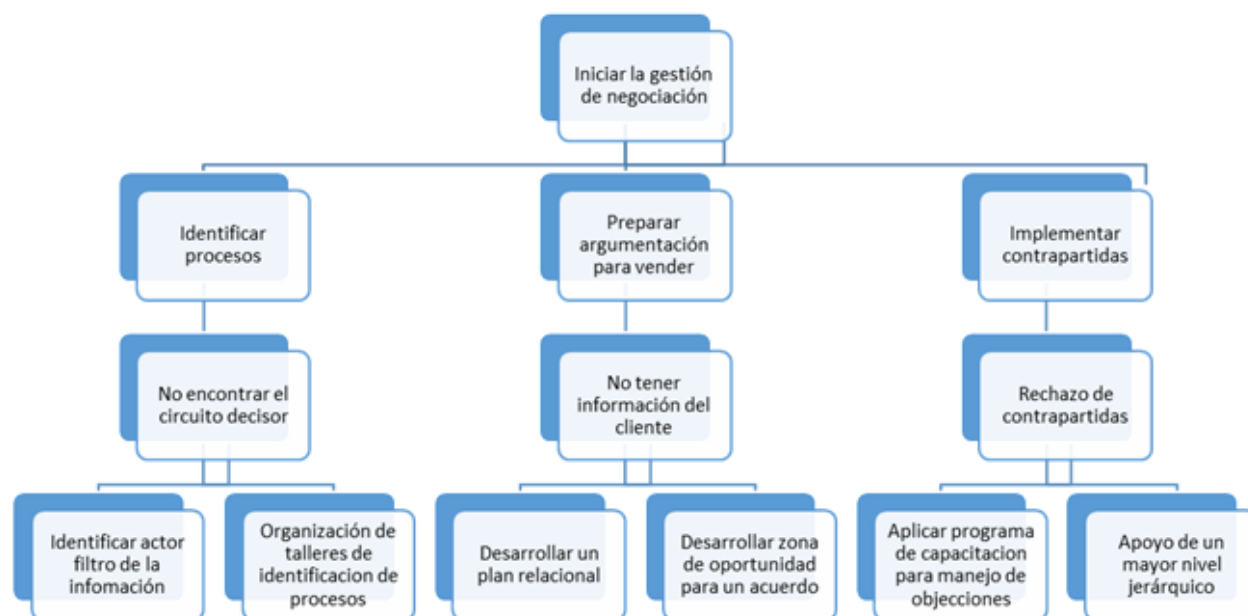 Iniciar la gestión
de negociación
Identificar
procesos
Preparar
argumentación
para vender
Implementar
contrapartidas
No encontrar el
circuito decisor
No tener
información del
cliente
Rechazo de
contrapartidas
Identificar actor
filtro de la
infomación
Organización de
talleres de
identificacion de
procesos
Desarrollar un
plan relacional
Desarrollar zona
de oportunidad
para un acuerdo
Aplicar programa
de capacitacion
para manejo de
objecciones
Apoyo de un
mayor nivel
jerárquico